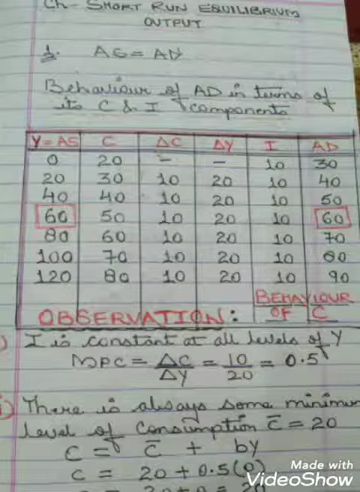 Ch- SHORT RUN EQUILIBRIUM
OUTPUT
1. AS = AD
Behaviour of AD in terms of
its C & I components
Y=AS C ΔC ΔY I AD
0 20 - - 10 30
20 30 10 20 10 40
40 40 10 20 10 50
60 50 10 20 10 60
80 60 10 20 10 70
100 70 10 20 10 80
120 80 10 20 10 90
OBSERVATION: BEHAVIOUR OF C
) I is constant at all levels of Y
MPC = ΔC/ΔY = 10/20 = 0.5
i) There is always some minimum
level of consumption C̅ = 20
C = C̅ + bY
C = 20 + 0.5(0)
Made with
VideoShow